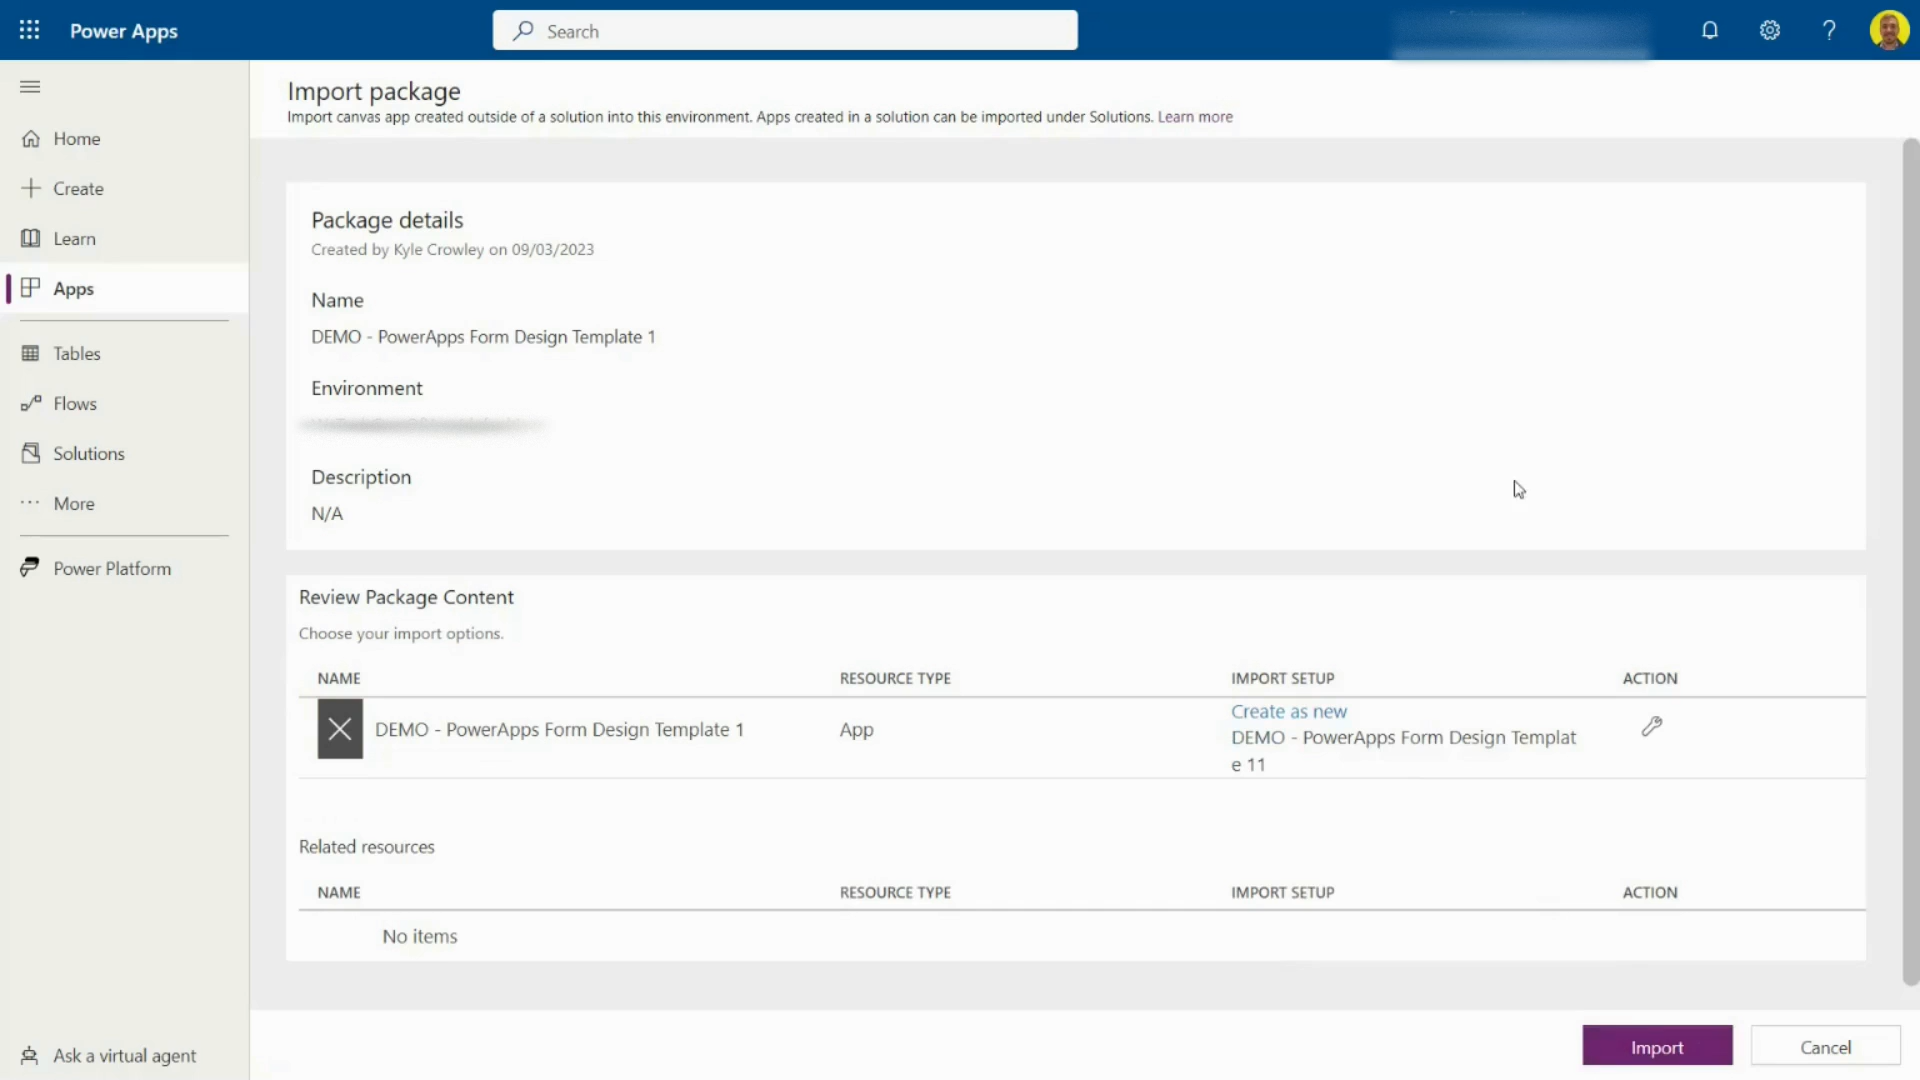 Power Apps
Search
?
Import package
Import canvas app created outside of a solution into this environment. Apps created in a solution can be imported under Solutions. Learn more
Home
Create
Learn
Apps
Tables
Flows
Solutions
More
Power Platform
Ask a virtual agent
Package details
Created by Kyle Crowley on 09/03/2023
Name
DEMO - PowerApps Form Design Template 1
Environment
Description
N/A
Review Package Content
Choose your import options.
NAME RESOURCE TYPE IMPORT SETUP ACTION
DEMO - PowerApps Form Design Template 1 App Create as new
DEMO - PowerApps Form Design Templat
e 11
Related resources
NAME RESOURCE TYPE IMPORT SETUP ACTION
No items
Import Cancel